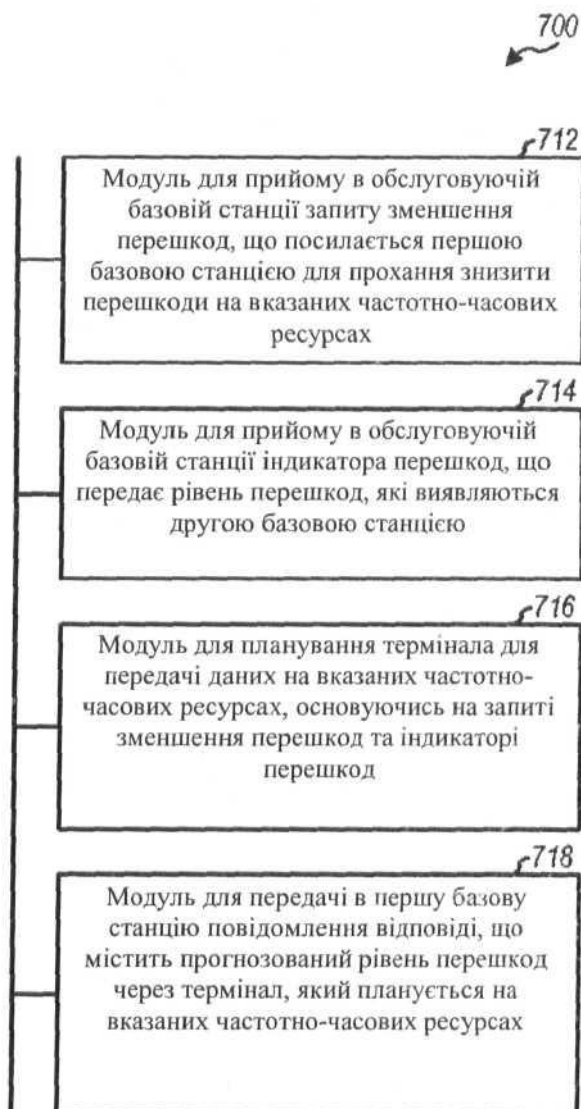 700
712
Модуль для прийому в обслуговуючій
базовій станції запиту зменшення
перешкод, що посилається першою
базовою станцією для прохання знизити
перешкоди на вказаних частотно-часових
ресурсах
714
Модуль для прийому в обслуговуючій
базовій станції індикатора перешкод, що
передає рівень перешкод, які виявляються
другою базовою станцією
716
Модуль для планування термінала для
передачі даних на вказаних частотно-
часових ресурсах, основуючись на запиті
зменшення перешкод та індикаторі
перешкод
718
Модуль для передачі в першу базову
станцію повідомлення відповіді, що
містить прогнозований рівень перешкод
через термінал, який планується на
вказаних частотно-часових ресурсах